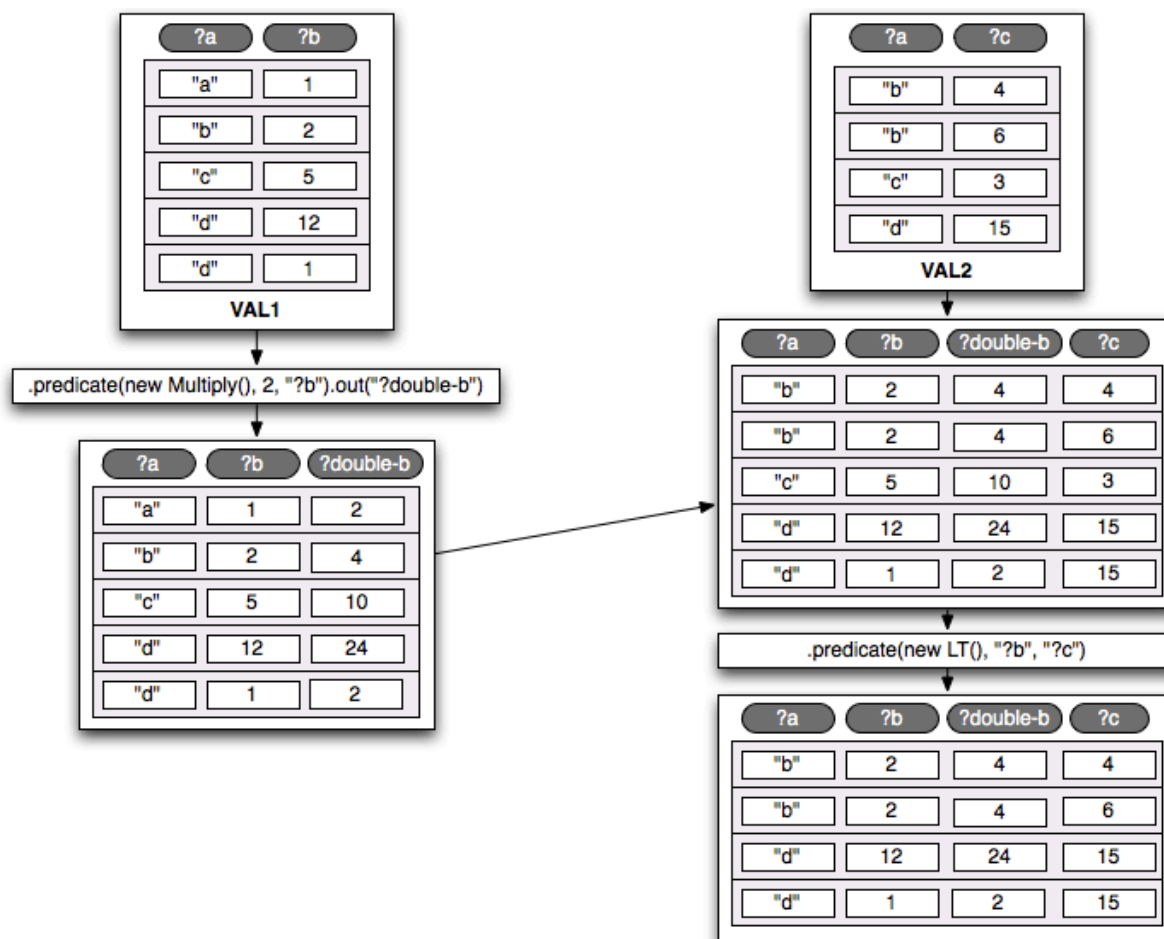 ?a ?b
"a" 1
"b" 2
"c" 5
"d" 12
"d" 1
VAL1
.predicate(new Multiply(), 2, "?b").out("?double-b")
?a ?b ?double-b
"a" 1 2
"b" 2 4
"c" 5 10
"d" 12 24
"d" 1 2
?a ?c
"b" 4
"b" 6
"c" 3
"d" 15
VAL2
?a ?b ?double-b ?c
"b" 2 4 4
"b" 2 4 6
"c" 5 10 3
"d" 12 24 15
"d" 1 2 15
.predicate(new LT(), "?b", "?c")
?a ?b ?double-b ?c
"b" 2 4 4
"b" 2 4 6
"d" 12 24 15
"d" 1 2 15